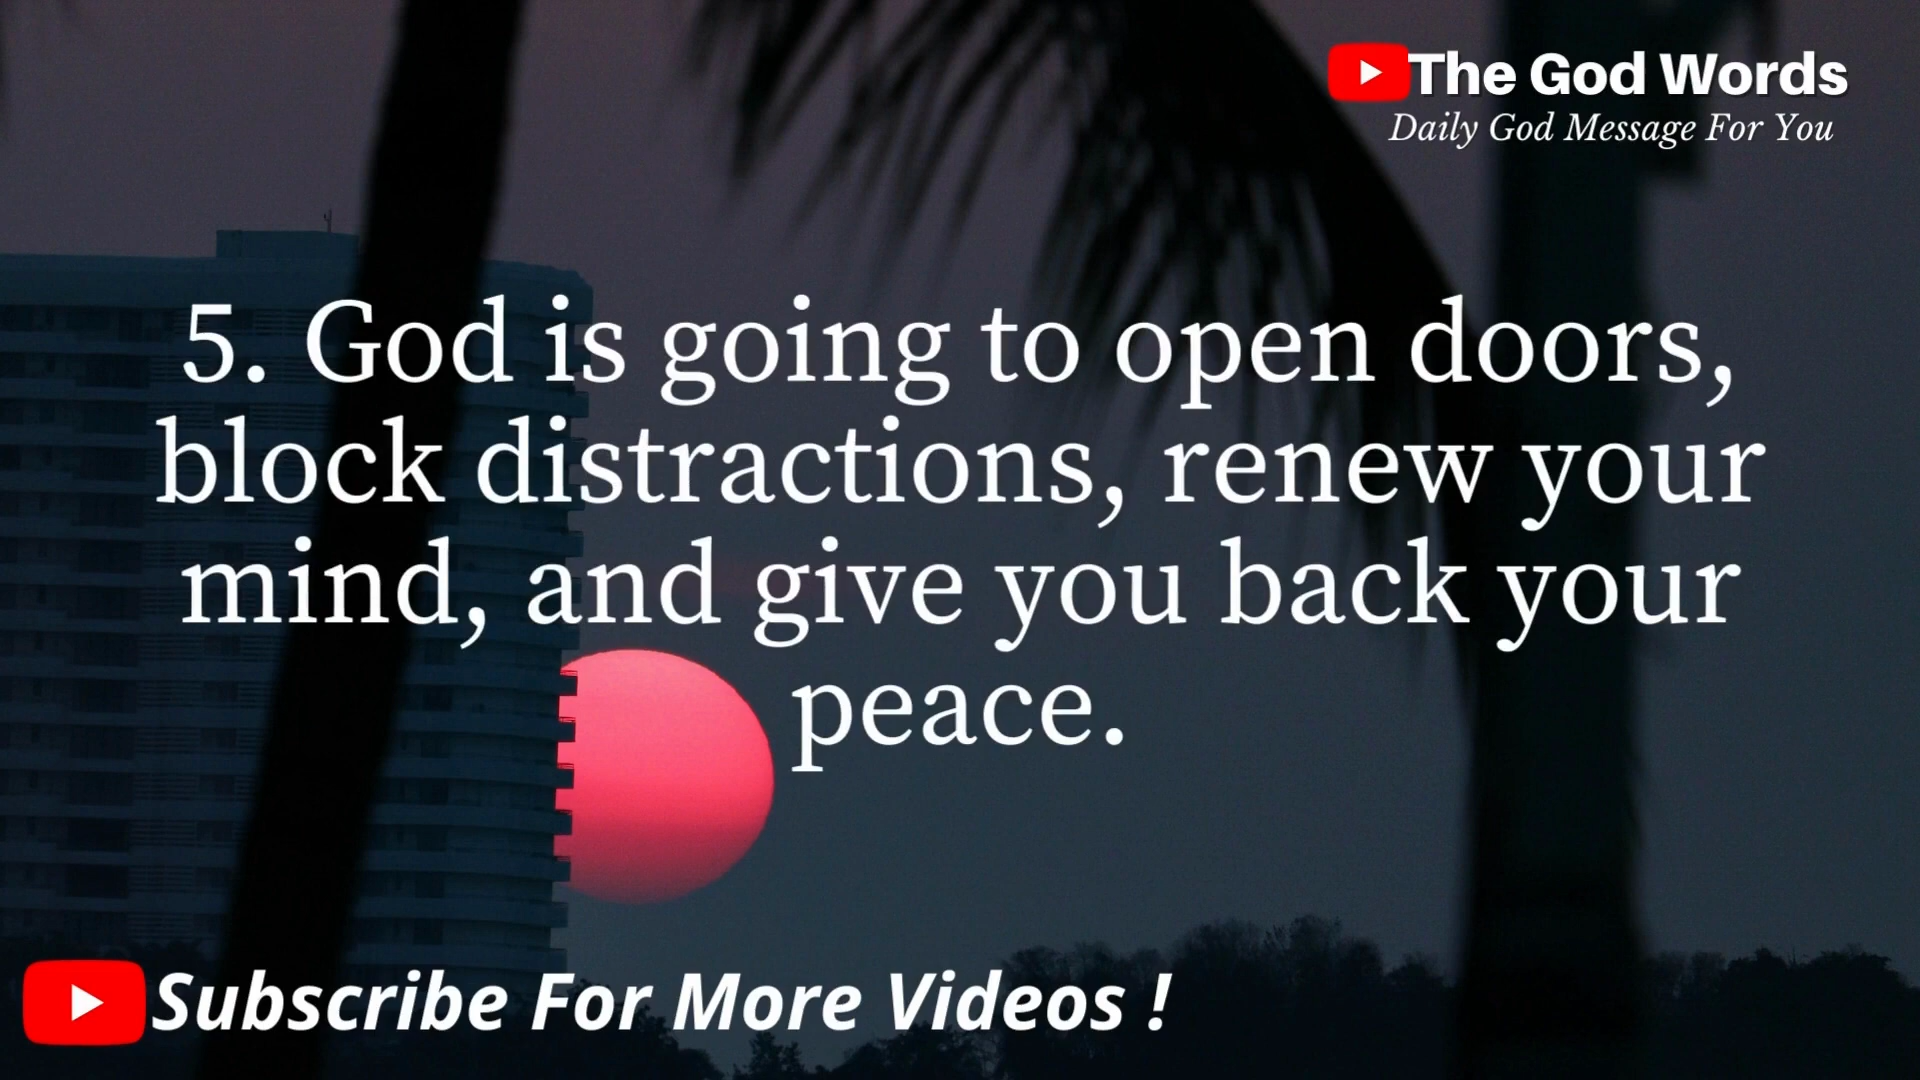 The God Words
Daily God Message For You
5. God is going to open doors,
block distractions, renew your
mind, and give you back your
peace.
Subscribe For More Videos !